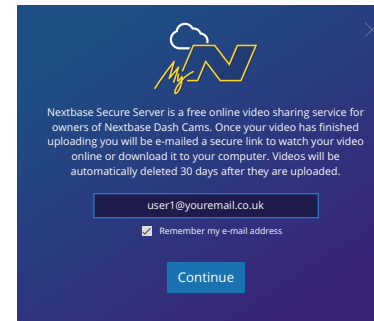 My N
Nextbase Secure Server is a free online video sharing service for
owners of Nextbase Dash Cams. Once your video has finished
uploading you will be e-mailed a secure link to watch your video
online or download it to your computer. Videos will be
automatically deleted 30 days after they are uploaded.
user1@youremail.co.uk
Remember my e-mail address
Continue